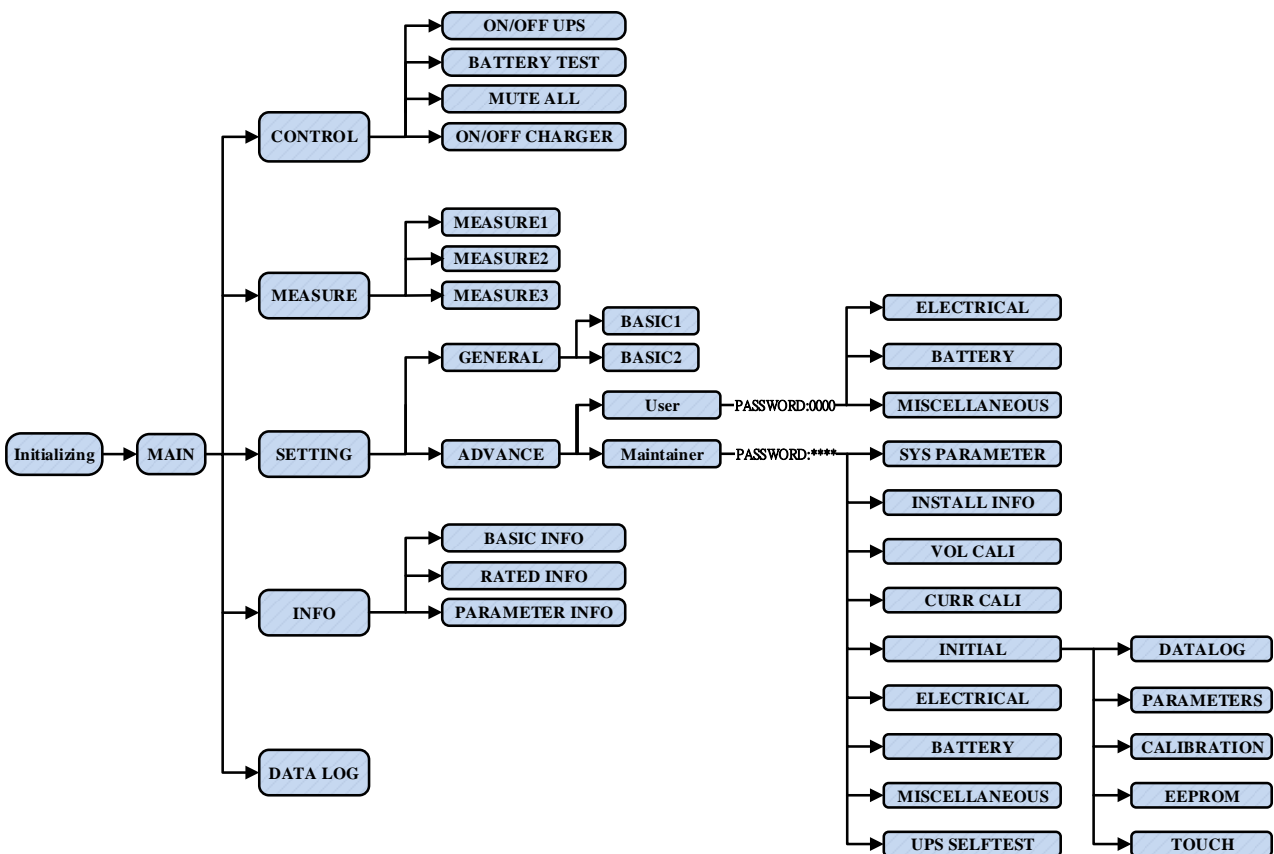 ON/OFF UPS
BATTERY TEST
MUTE ALL
CONTROL
ON/OFF CHARGER
MEASURE1
MEASURE2
MEASURE
MEASURE3
ELECTRICAL
BASIC1
GENERAL
BASIC2
BATTERY
User
PASSWORD:0000
MISCELLANEOUS
Initializing
MAIN
SETTING
ADVANCE
Maintainer
PASSWORD:****
SYS PARAMETER
INSTALL INFO
BASIC INFO
VOL CALI
RATED INFO
CURR CALI
INFO
PARAMETER INFO
INITIAL
DATALOG
ELECTRICAL
PARAMETERS
BATTERY
CALIBRATION
DATA LOG
MISCELLANEOUS
EEPROM
UPS SELFTEST
TOUCH